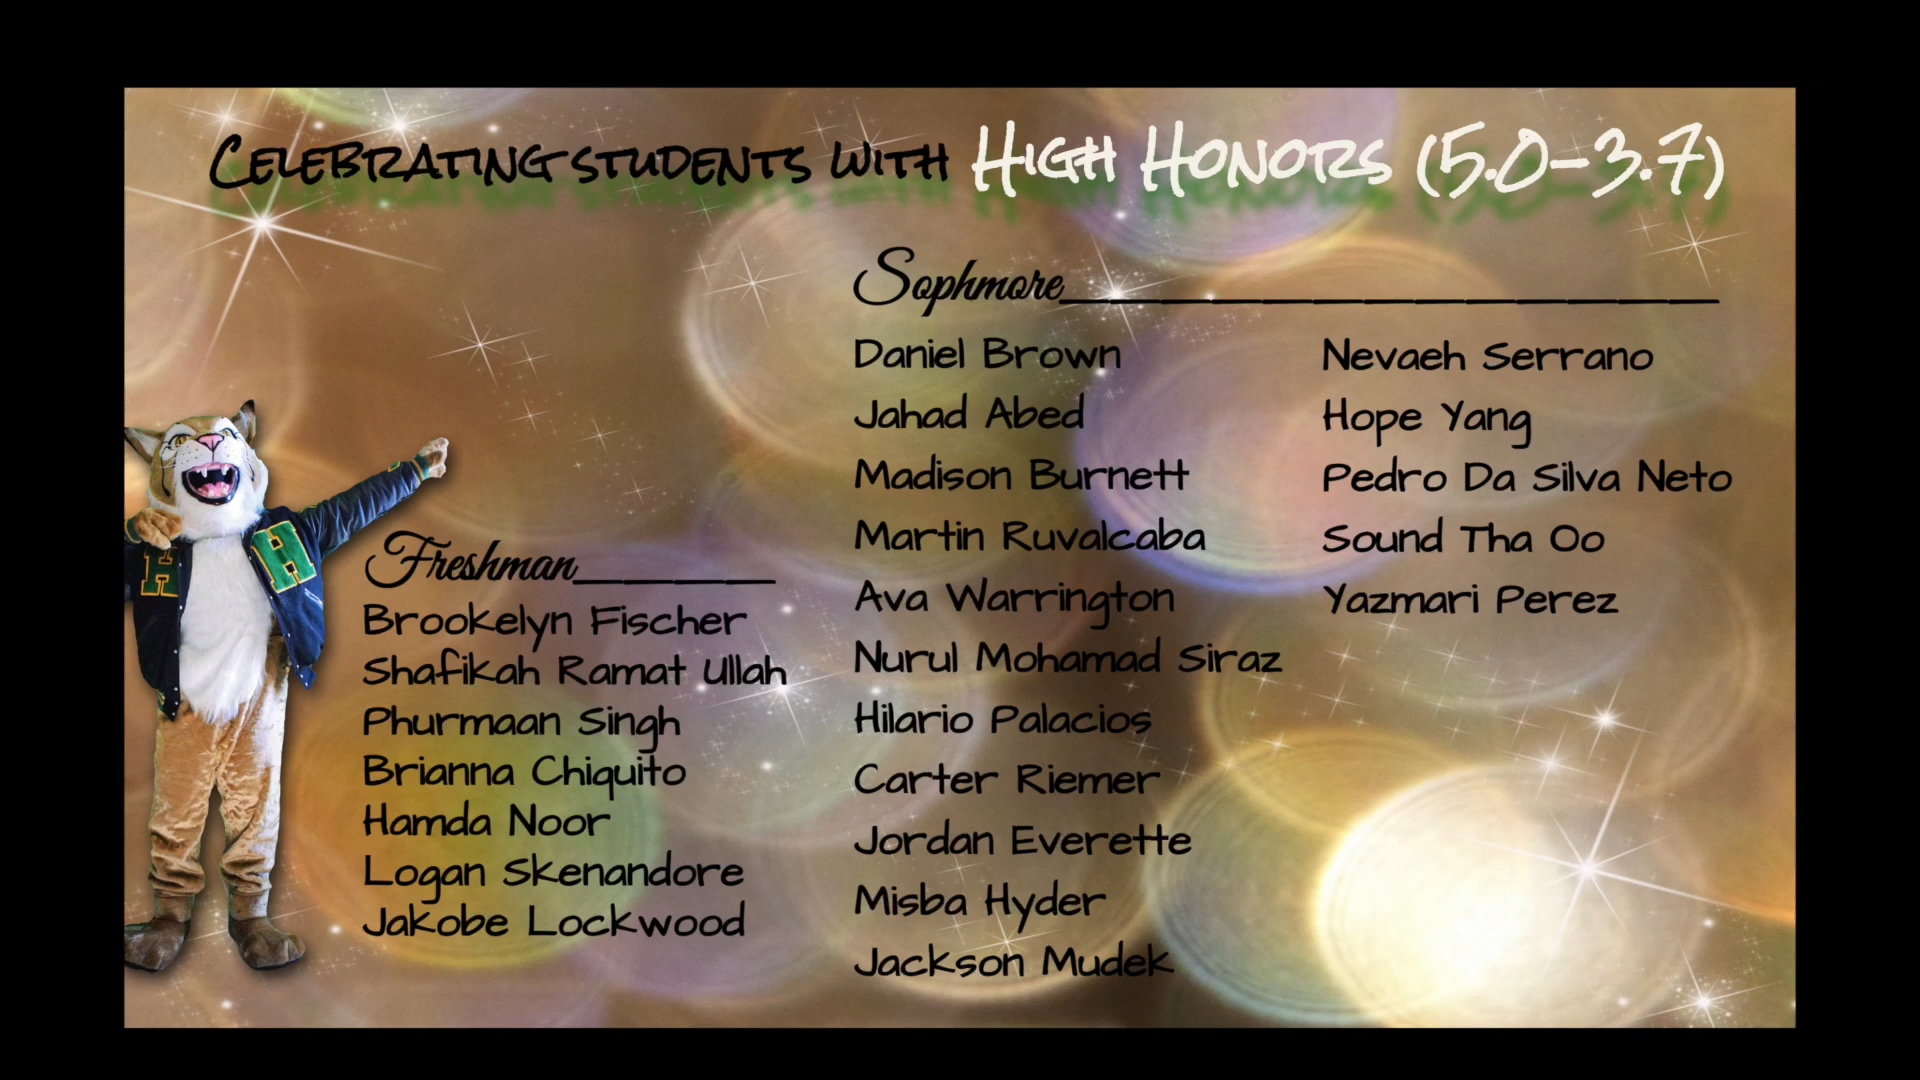 Celebrating students with High Honors (5.0-3.7)
Freshman______
Brookelyn Fischer
Shafikah Ramat Ullah
Phurmaan Singh
Brianna Chiquito
Hamda Noor
Logan Skenandore
Jakobe Lockwood
Sophmore_____________
Daniel Brown
Jahad Abed
Madison Burnett
Martin Ruvalcaba
Ava Warrington
Nurul Mohamad Siraz
Hilario Palacios
Carter Riemer
Jordan Everette
Misba Hyder
Jackson Mudek
Nevaeh Serrano
Hope Yang
Pedro Da Silva Neto
Sound Tha Oo
Yazmari Perez
H
H